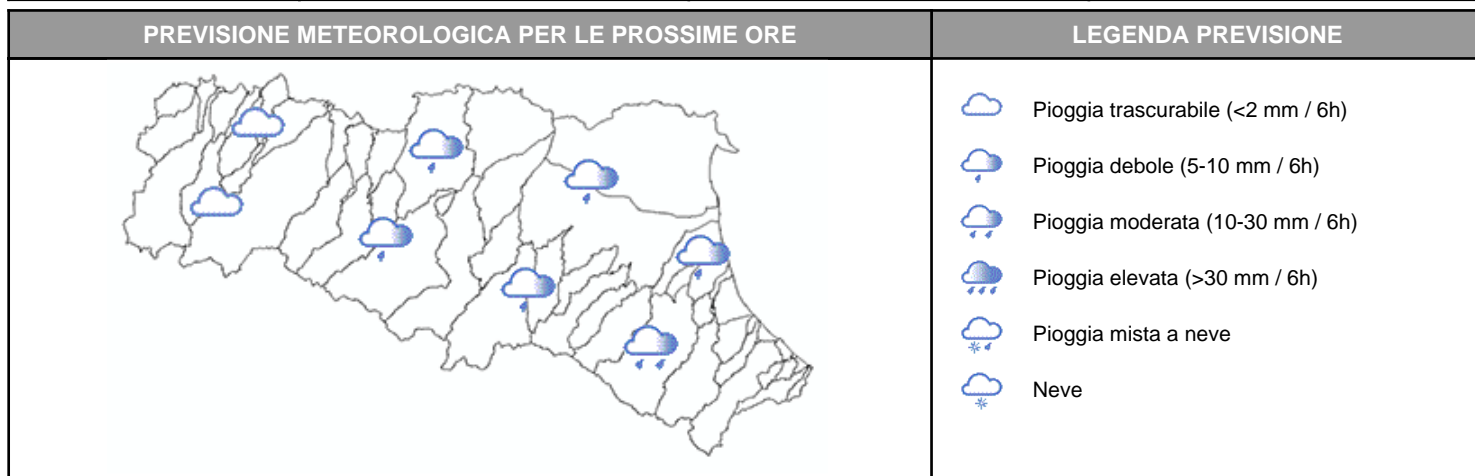 PREVISIONE METEOROLOGICA PER LE PROSSIME ORE
LEGENDA PREVISIONE
Pioggia trascurabile (<2 mm / 6h)
Pioggia debole (5-10 mm / 6h)
Pioggia moderata (10-30 mm / 6h)
Pioggia elevata (>30 mm / 6h)
Pioggia mista a neve
Neve